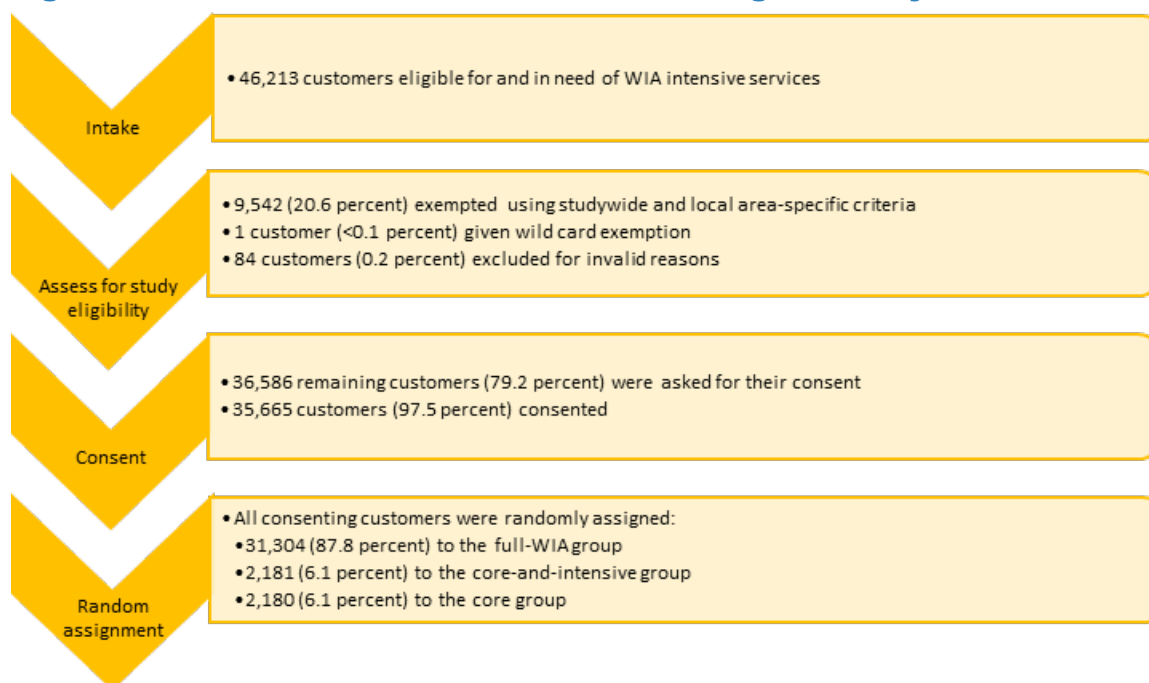 Intake
• 46,213 customers eligible for and in need of WIA intensive services
Assess for study
eligibility
• 9,542 (20.6 percent) exempted using studywide and local area-specific criteria
• 1 customer (<0.1 percent) given wild card exemption
• 84 customers (0.2 percent) excluded for invalid reasons
Consent
• 36,586 remaining customers (79.2 percent) were asked for their consent
• 35,665 customers (97.5 percent) consented
Random
assignment
• All consenting customers were randomly assigned:
• 31,304 (87.8 percent) to the full-WIA group
• 2,181 (6.1 percent) to the core-and-intensive group
• 2,180 (6.1 percent) to the core group